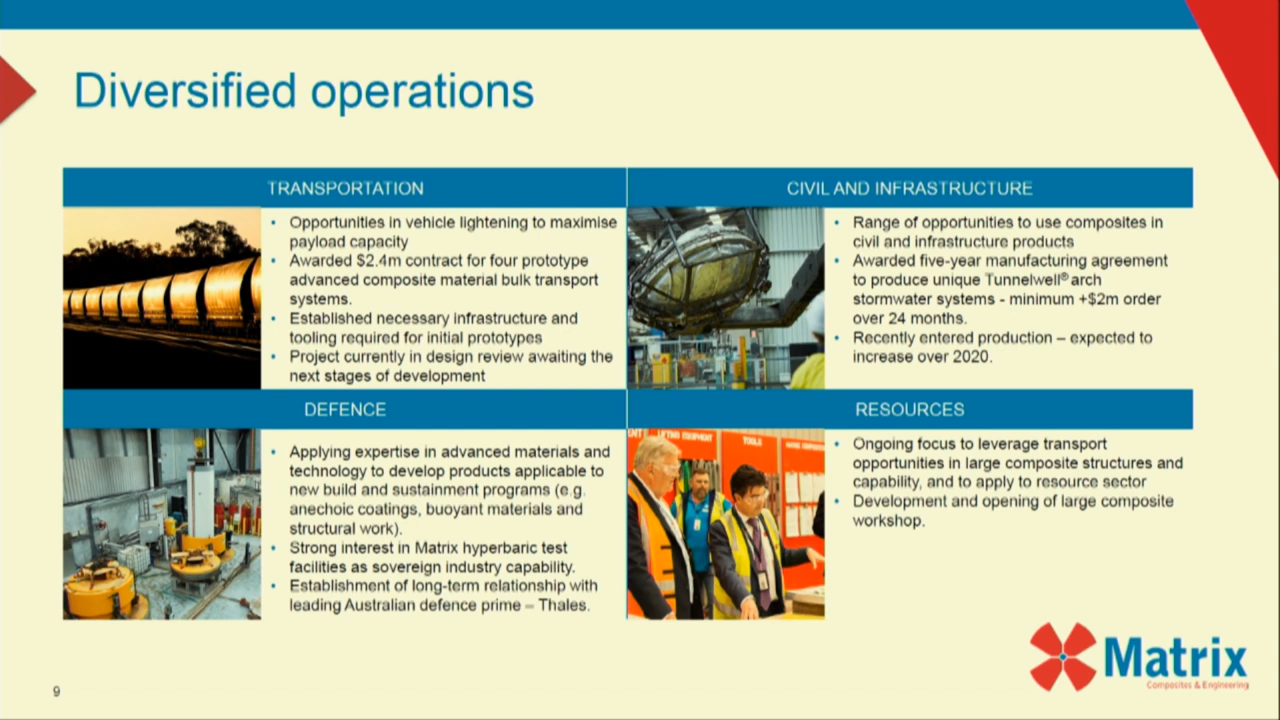 Diversified operations
TRANSPORTATION
• Opportunities in vehicle lightening to maximise
payload capacity
• Awarded $2.4m contract for four prototype
advanced composite material bulk transport
systems.
• Established necessary infrastructure and
tooling required for initial prototypes
• Project currently in design review awaiting the
next stages of development
CIVIL AND INFRASTRUCTURE
• Range of opportunities to use composites in
civil and infrastructure products
• Awarded five-year manufacturing agreement
to produce unique Tunnelwell® arch
stormwater systems - minimum +$2m order
over 24 months.
• Recently entered production – expected to
increase over 2020.
DEFENCE
• Applying expertise in advanced materials and
technology to develop products applicable to
new build and sustainment programs (e.g.
anechoic coatings, buoyant materials and
structural work).
• Strong interest in Matrix hyperbaric test
facilities as sovereign industry capability.
• Establishment of long-term relationship with
leading Australian defence prime – Thales.
RESOURCES
LIFTING EQUIPMENT
TOOLS
• Ongoing focus to leverage transport
opportunities in large composite structures and
capability, and to apply to resource sector
• Development and opening of large composite
workshop.
Matrix
Composites & Engineering
9